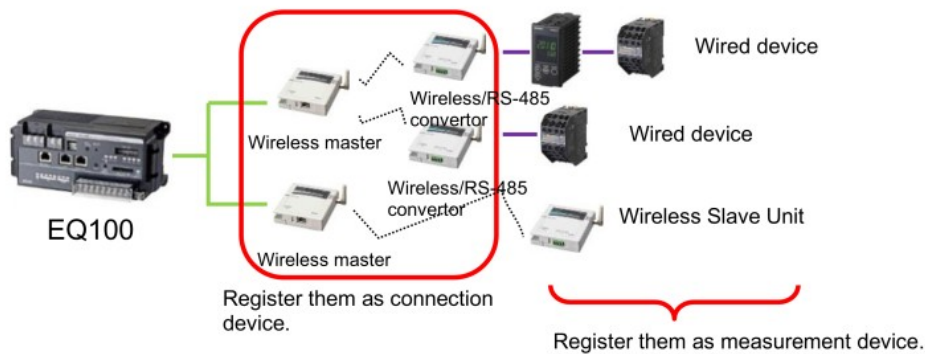 Wired device
Wireless/RS-485
convertor
Wireless master
Wired device
EQ100
Wireless/RS-485
convertor
Wireless Slave Unit
Wireless master
Register them as connection
device.
Register them as measurement device.